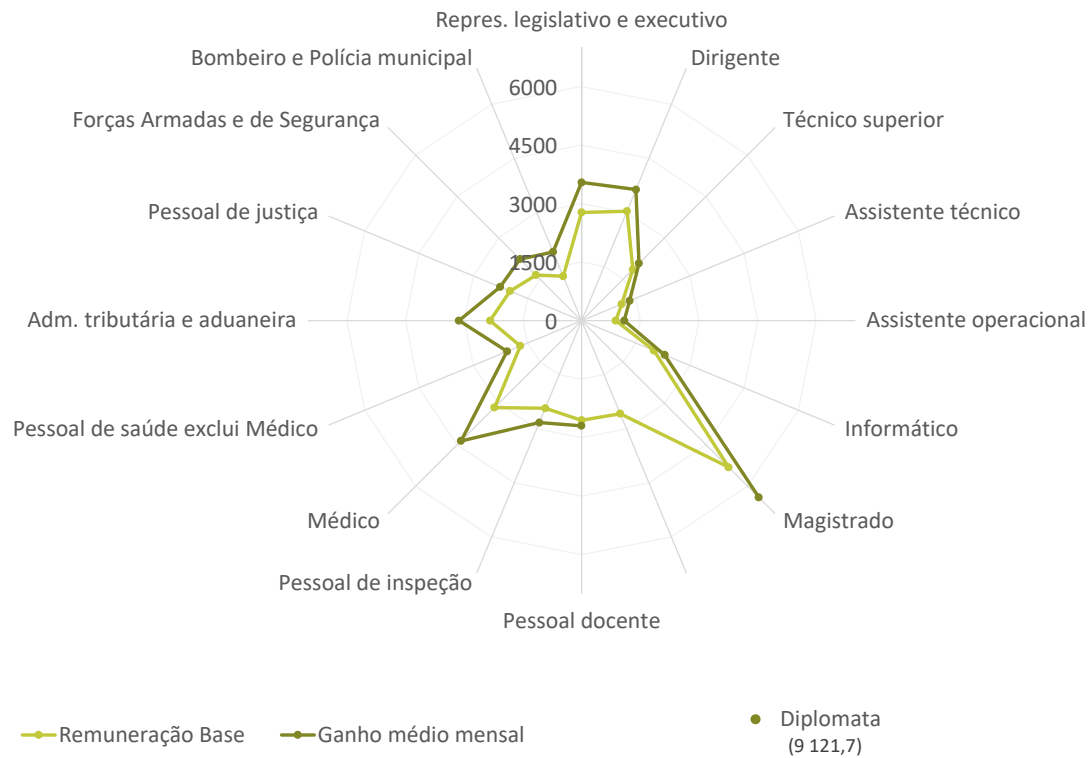 Repres. legislativo e executivo
Bombeiro e Polícia municipal
Dirigente
6000
Forças Armadas e de Segurança
Técnico superior
4500
3000
Pessoal de justiça
Assistente técnico
1500
Adm. tributária e aduaneira
0
Assistente operacional
Pessoal de saúde exclui Médico
Informático
Médico
Magistrado
Pessoal de inspeção
Pessoal docente
Remuneração Base
Ganho médio mensal
Diplomata
(9 121,7)